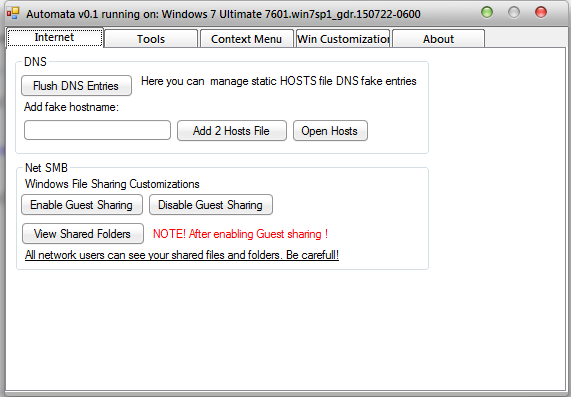 Automata v0.1 running on: Windows 7 Ultimate 7601.win7sp1_gdr.150722-0600
Internet Tools Context Menu Win Customization About
DNS
Flush DNS Entries Here you can manage static HOSTS file DNS fake entries
Add fake hostname:
Add 2 Hosts File Open Hosts
Net SMB
Windows File Sharing Customizations
Enable Guest Sharing Disable Guest Sharing
View Shared Folders NOTE! After enabling Guest sharing !
All network users can see your shared files and folders. Be carefull!